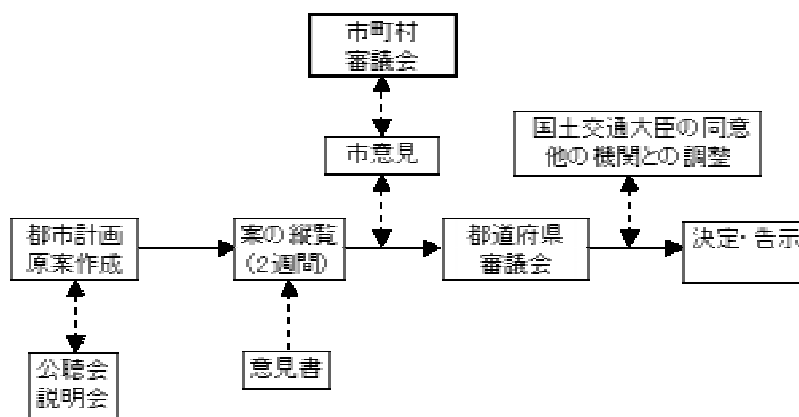 市町村
審議会
市意見
国土交通大臣の同意
他の機関との調整
都市計画
原案作成
案の縦覧
(2週間)
都道府県
審議会
決定・告示
公聴会
説明会
意見書